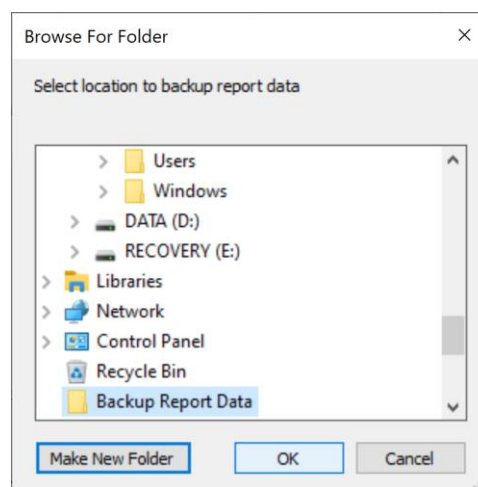 Browse For Folder
Select location to backup report data
Users
Windows
DATA (D:)
RECOVERY (E:)
Libraries
Network
Control Panel
Recycle Bin
Backup Report Data
Make New Folder OK Cancel